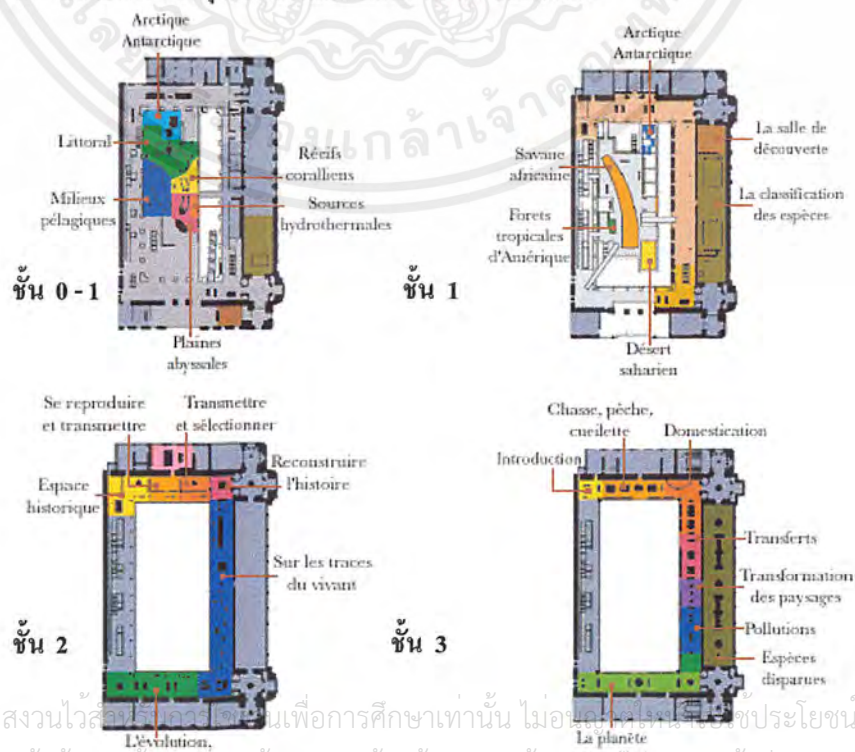 Arctique
Antarctique
Littoral
Récifs
coralliens
Milieux
pélagiques
Sources
hydrothermales
ชั้น 0 - 1
Plaines
abyssales
Arctique
Antarctique
La salle de
découverte
Savane
africaine
La classification
des espèces
Forets
tropicales
d'Amérique
ชั้น 1
Désert
saharien
Se reproduire
et transmettre
Transmettre
et sélectionner
Reconstruire
l'histoire
Espace
historique
Sur les traces
du vivant
ชั้น 2
L'évolution,
Chasse, pêche,
cueilette
Domestication
Introduction
Transferts
Transformation
des paysages
Pollutions
ชั้น 3
Espèces
disparues
La planète